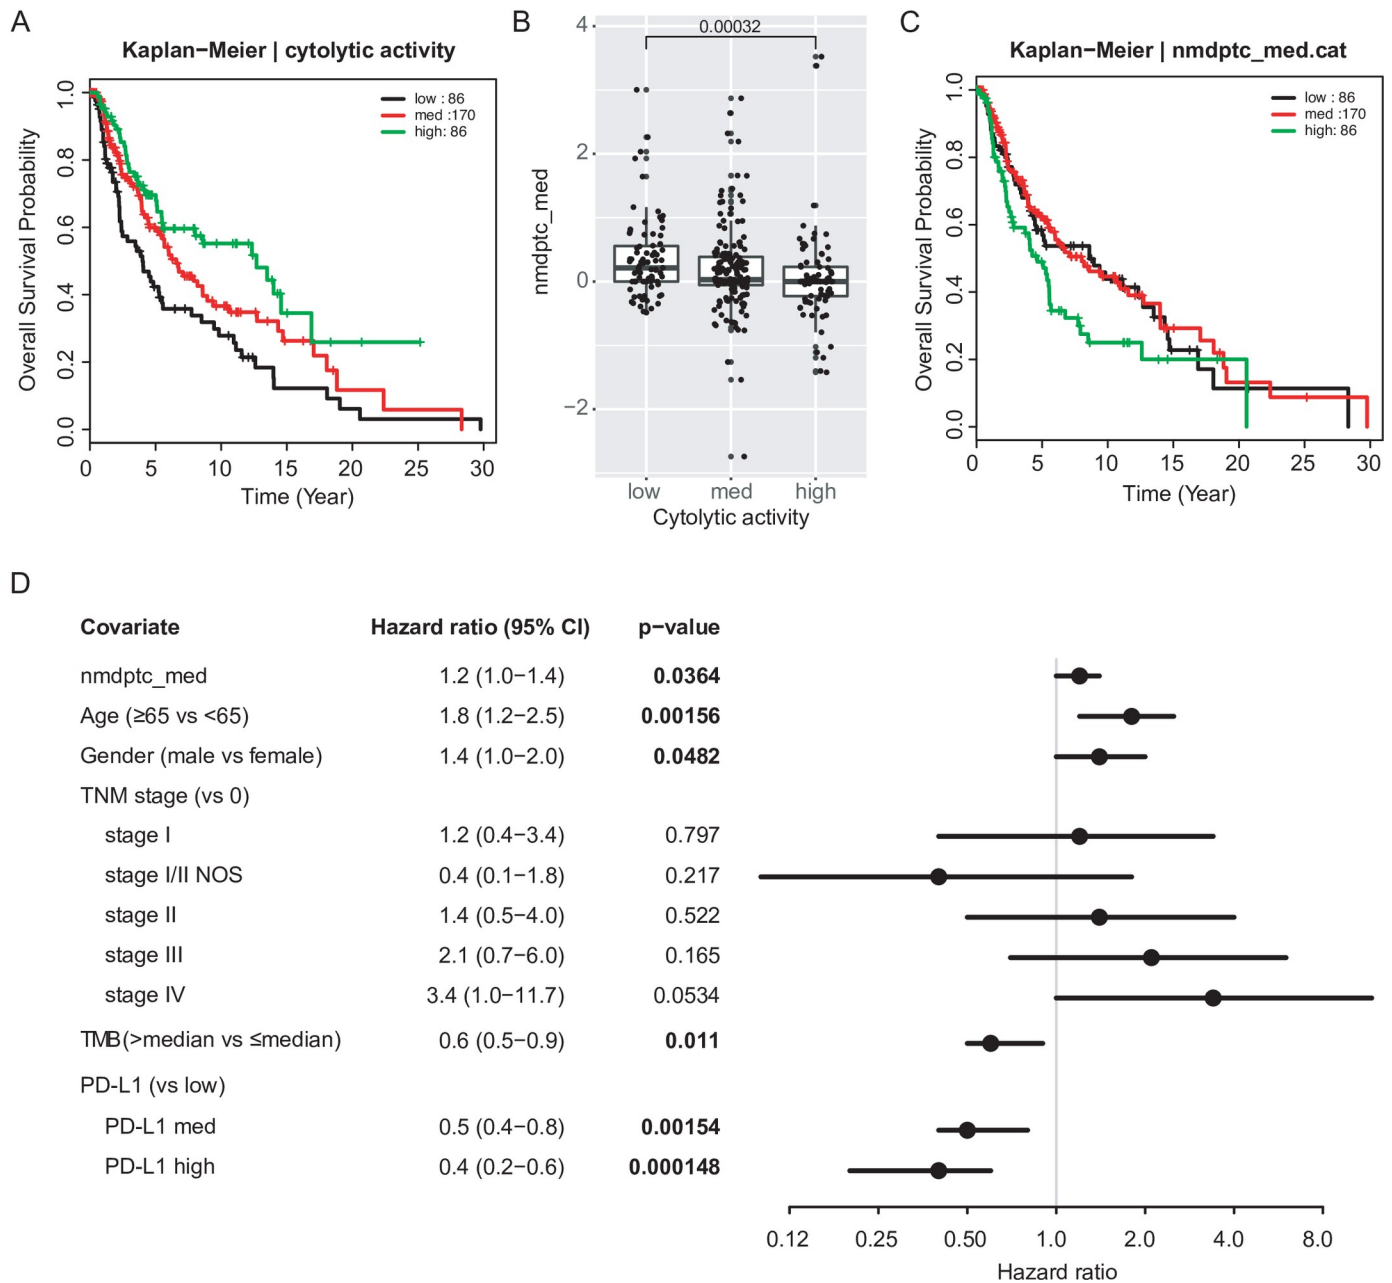 A
Kaplan−Meier | cytolytic activity
low : 86
med :170
high: 86
Overall Survival Probability
1.0
0.8
0.6
0.4
0.2
0.0
0 5 10 15 20 25 30
Time (Year)
B
0.00032
nmdptc_med
4
2
0
−2
low med high
Cytolytic activity
C
Kaplan−Meier | nmdptc_med.cat
low : 86
med :170
high: 86
Overall Survival Probability
1.0
0.8
0.6
0.4
0.2
0.0
0 5 10 15 20 25 30
Time (Year)
D
Covariate Hazard ratio (95% CI) p−value
nmdptc_med 1.2 (1.0−1.4) 0.0364
Age (≥65 vs <65) 1.8 (1.2−2.5) 0.00156
Gender (male vs female) 1.4 (1.0−2.0) 0.0482
TNM stage (vs 0)
stage I 1.2 (0.4−3.4) 0.797
stage I/II NOS 0.4 (0.1−1.8) 0.217
stage II 1.4 (0.5−4.0) 0.522
stage III 2.1 (0.7−6.0) 0.165
stage IV 3.4 (1.0−11.7) 0.0534
TMB(>median vs ≤median) 0.6 (0.5−0.9) 0.011
PD-L1 (vs low)
PD-L1 med 0.5 (0.4−0.8) 0.00154
PD-L1 high 0.4 (0.2−0.6) 0.000148
0.12 0.25 0.50 1.0 2.0 4.0 8.0
Hazard ratio